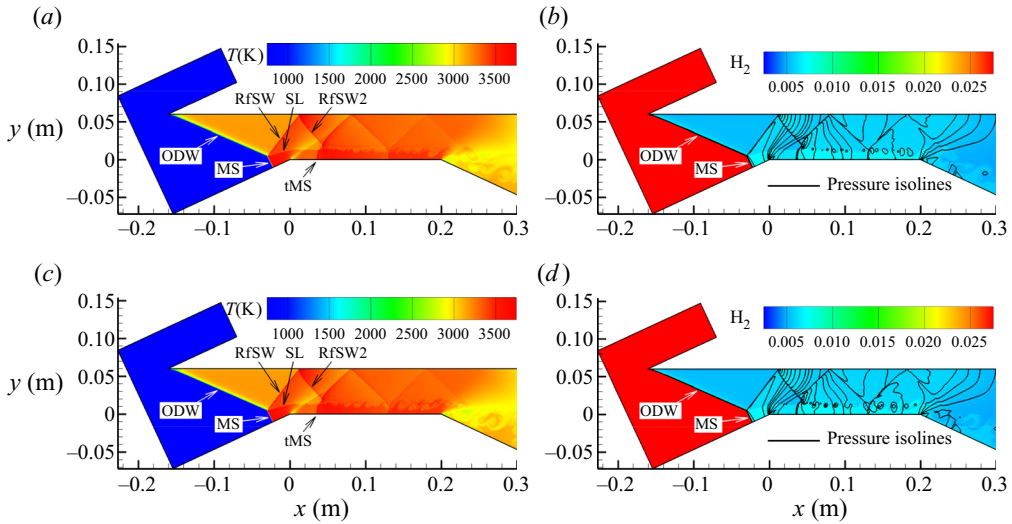 (a)
T(K)
1000 1500 2000 2500 3000 3500
0.15
0.10
0.05
0
−0.05
y (m)
RfSW SL RfSW2
ODW
MS
tMS
−0.2 −0.1 0 0.1 0.2 0.3
(b)
H2
0.005 0.010 0.015 0.020 0.025
0.15
0.10
0.05
0
−0.05
ODW
MS
Pressure isolines
−0.2 −0.1 0 0.1 0.2 0.3
(c)
T(K)
1000 1500 2000 2500 3000 3500
0.15
0.10
0.05
0
−0.05
y (m)
RfSW SL RfSW2
ODW
MS
tMS
−0.2 −0.1 0 0.1 0.2 0.3
x (m)
(d)
H2
0.005 0.010 0.015 0.020 0.025
0.15
0.10
0.05
0
−0.05
ODW
MS
Pressure isolines
−0.2 −0.1 0 0.1 0.2 0.3
x (m)